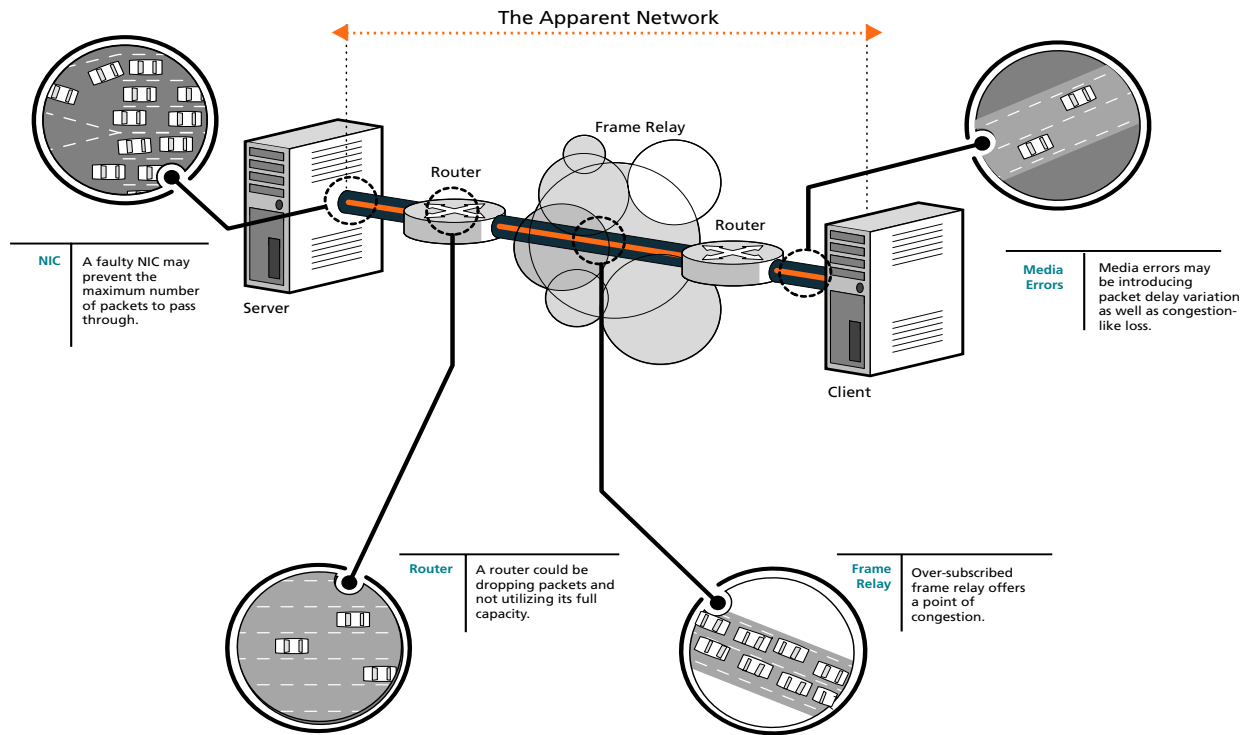 The Apparent Network
Frame Relay
Router
Router
Server
Client
NIC
A faulty NIC may
prevent the
maximum number
of packets to pass
through.
Media
Errors
Media errors may
be introducing
packet delay variation
as well as congestion-
like loss.
Router
A router could be
dropping packets and
not utilizing its full
capacity.
Frame
Relay
Over-subscribed
frame relay offers
a point of
congestion.